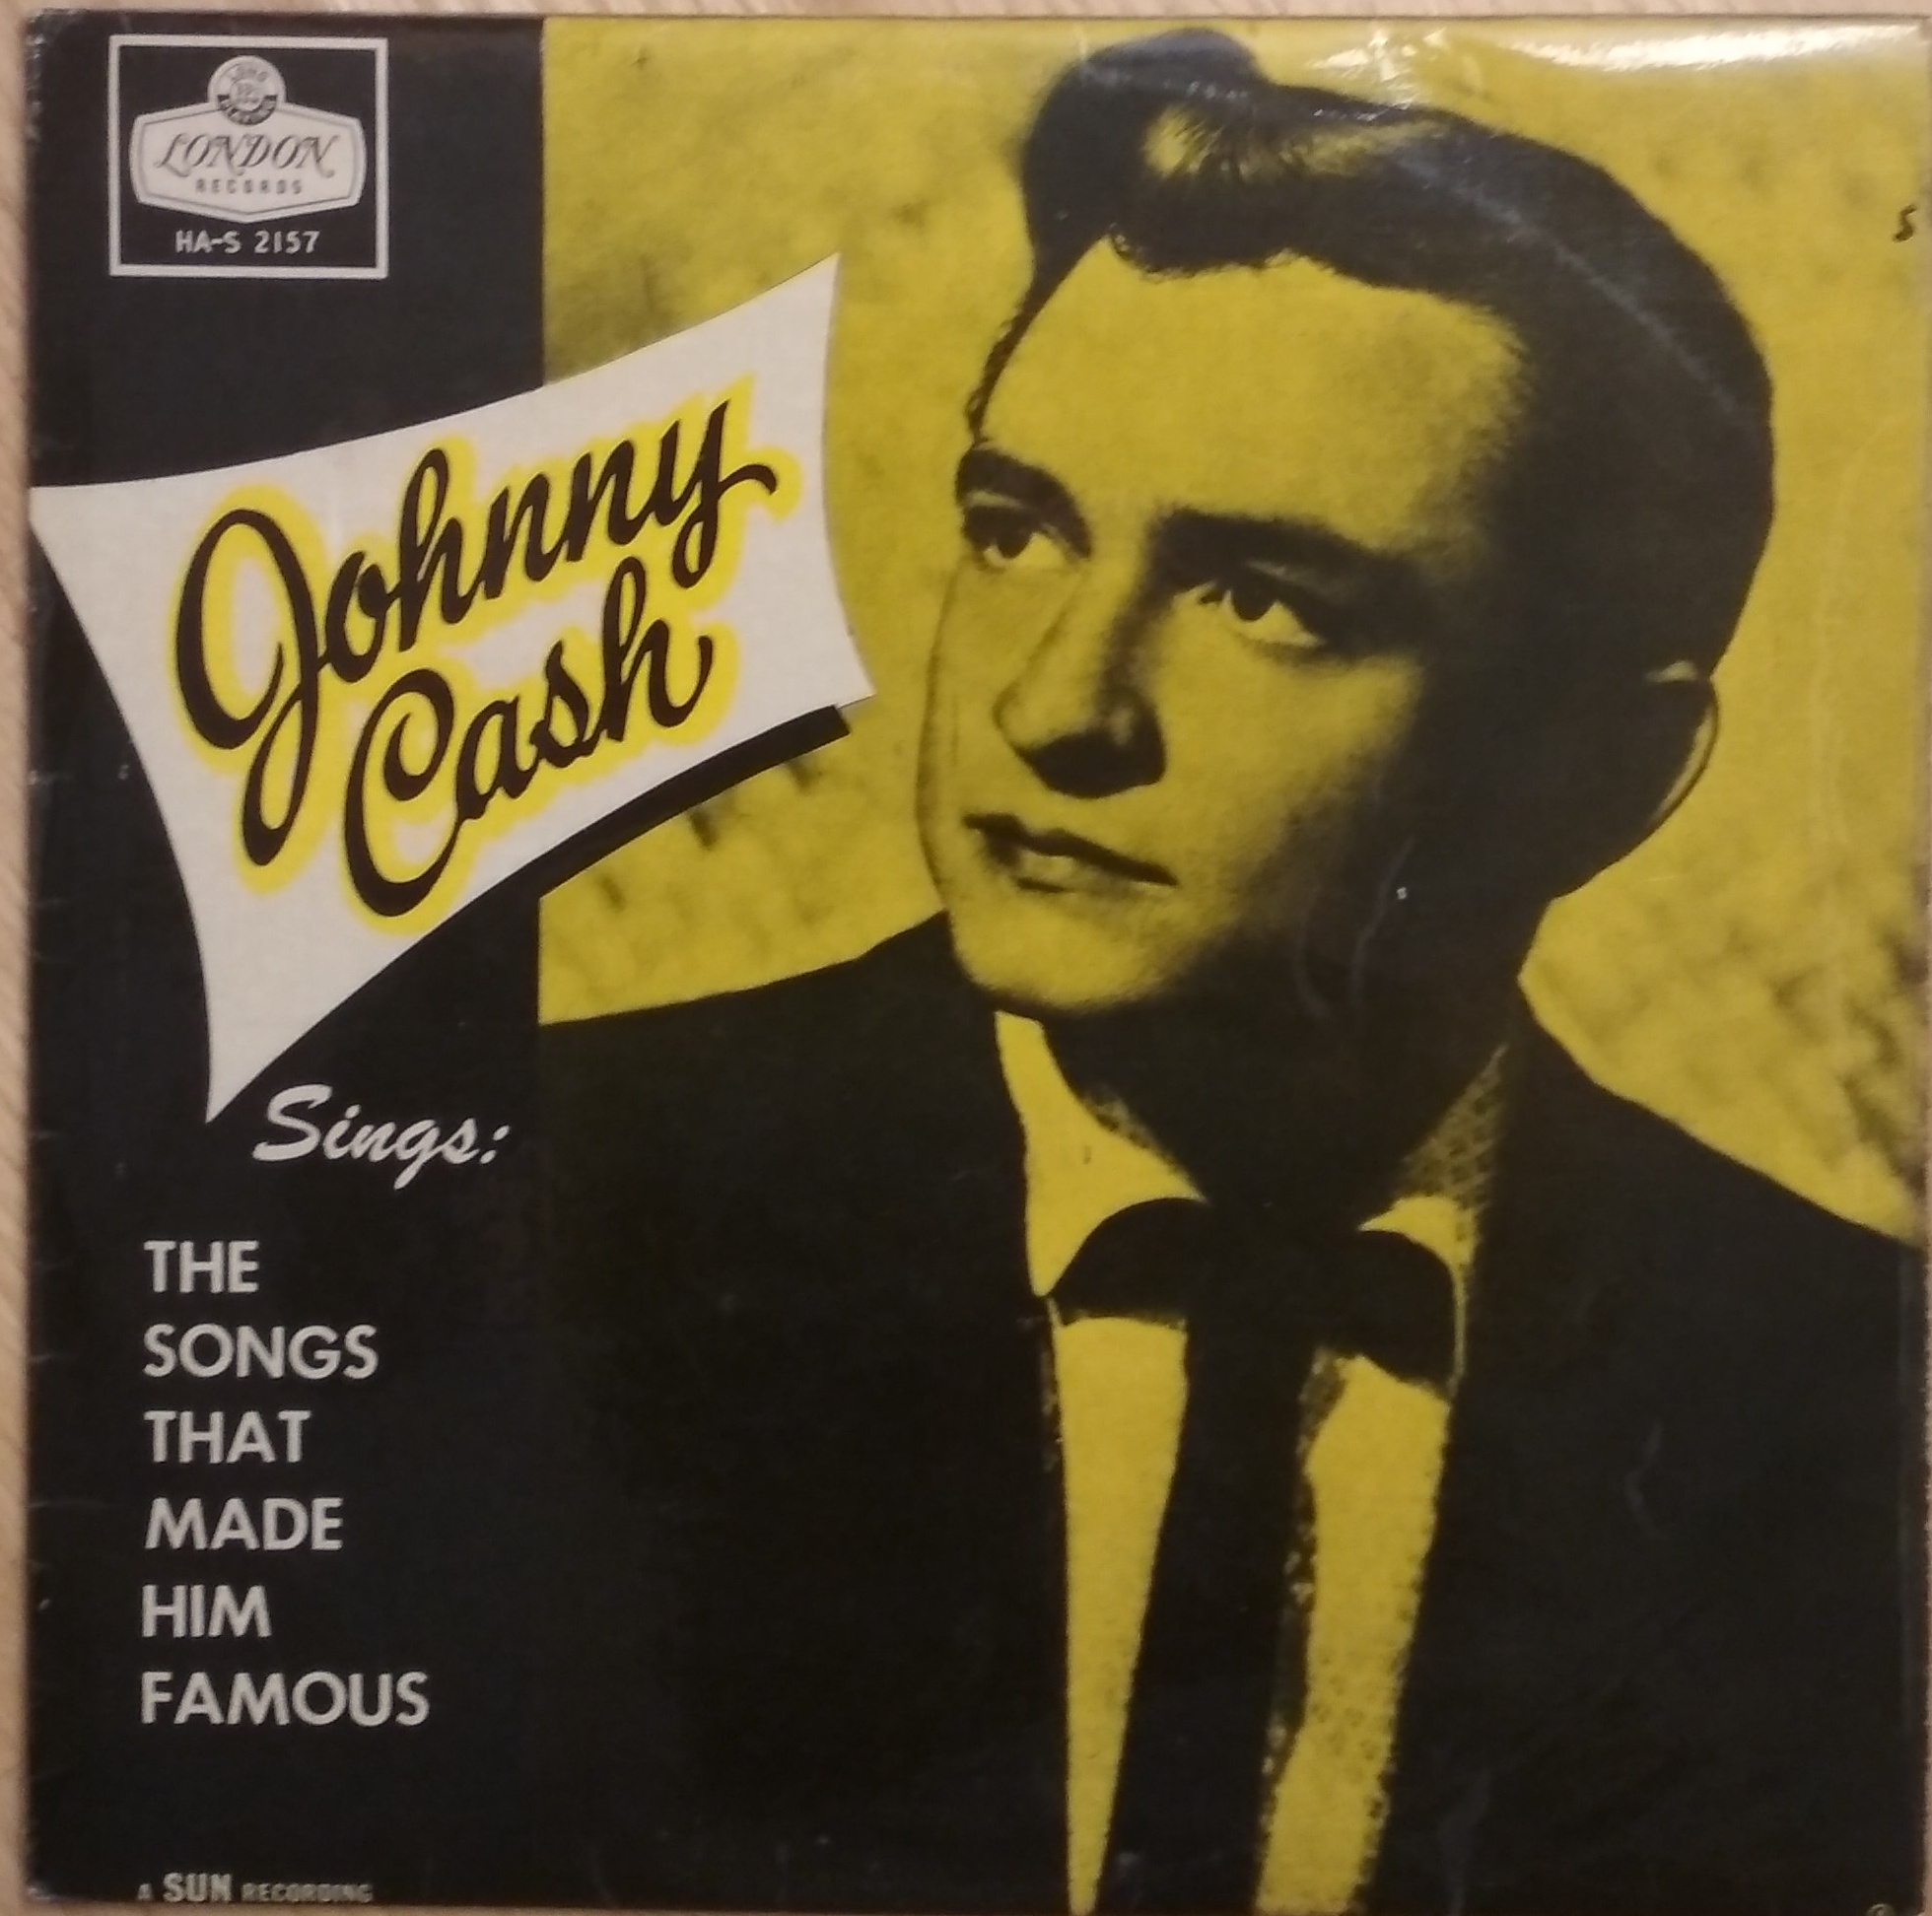 LONDON
RECORDS
HA-S 2157
Johnny
Cash
Sings:
THE
SONGS
THAT
MADE
HIM
FAMOUS
A SUN RECORDING
S